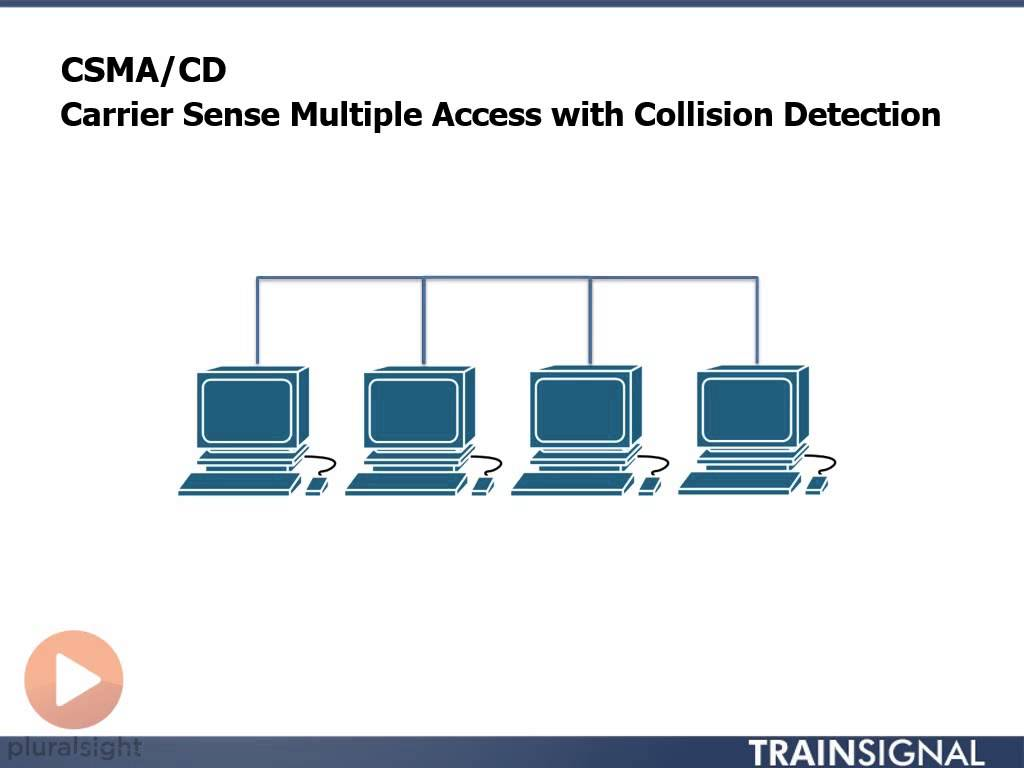 CSMA/CD
Carrier Sense Multiple Access with Collision Detection
pluralsight
TRAINSIGNAL